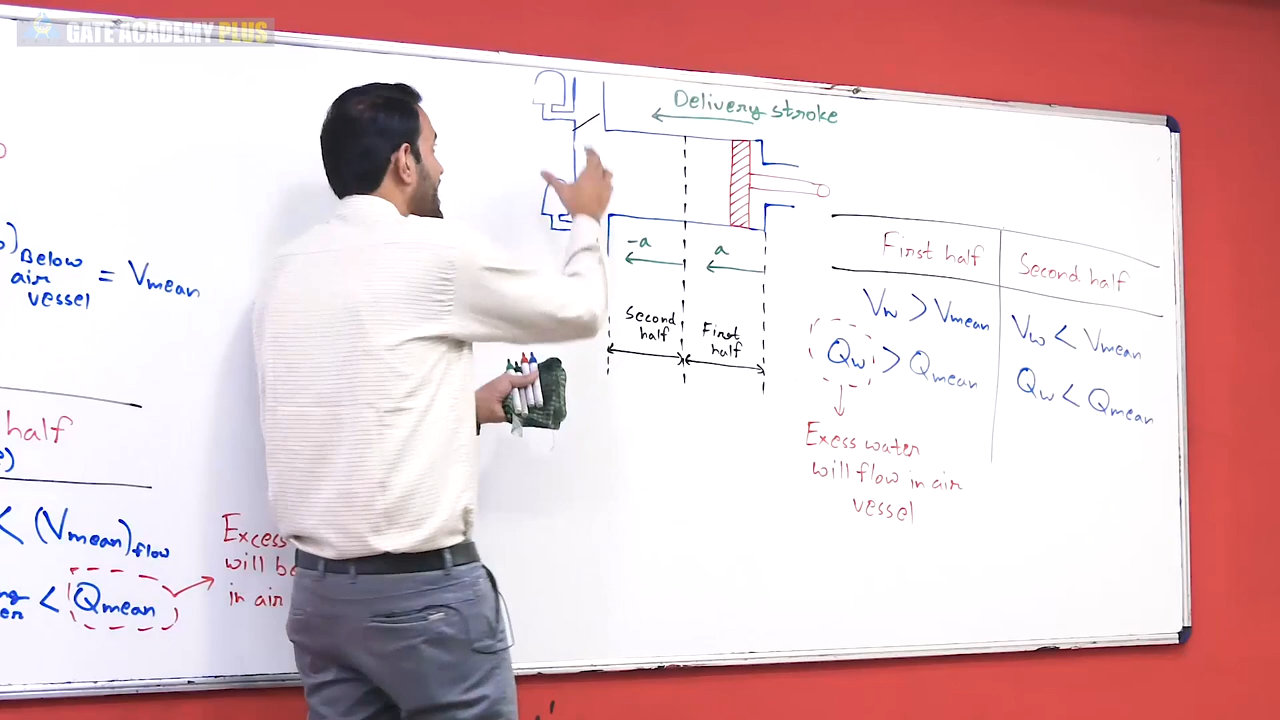 GATE ACADEMY PLUS
Below
air
vessel
= Vmean
half
< (Vmean)flow
< Qmean
Excess
will be
in air
Delivery stroke
-a
a
Second
half
First
half
First half
Second half
Vw > Vmean
Vw < Vmean
Qw > Qmean
Qw < Qmean
Exess water
will flow in air
vessel